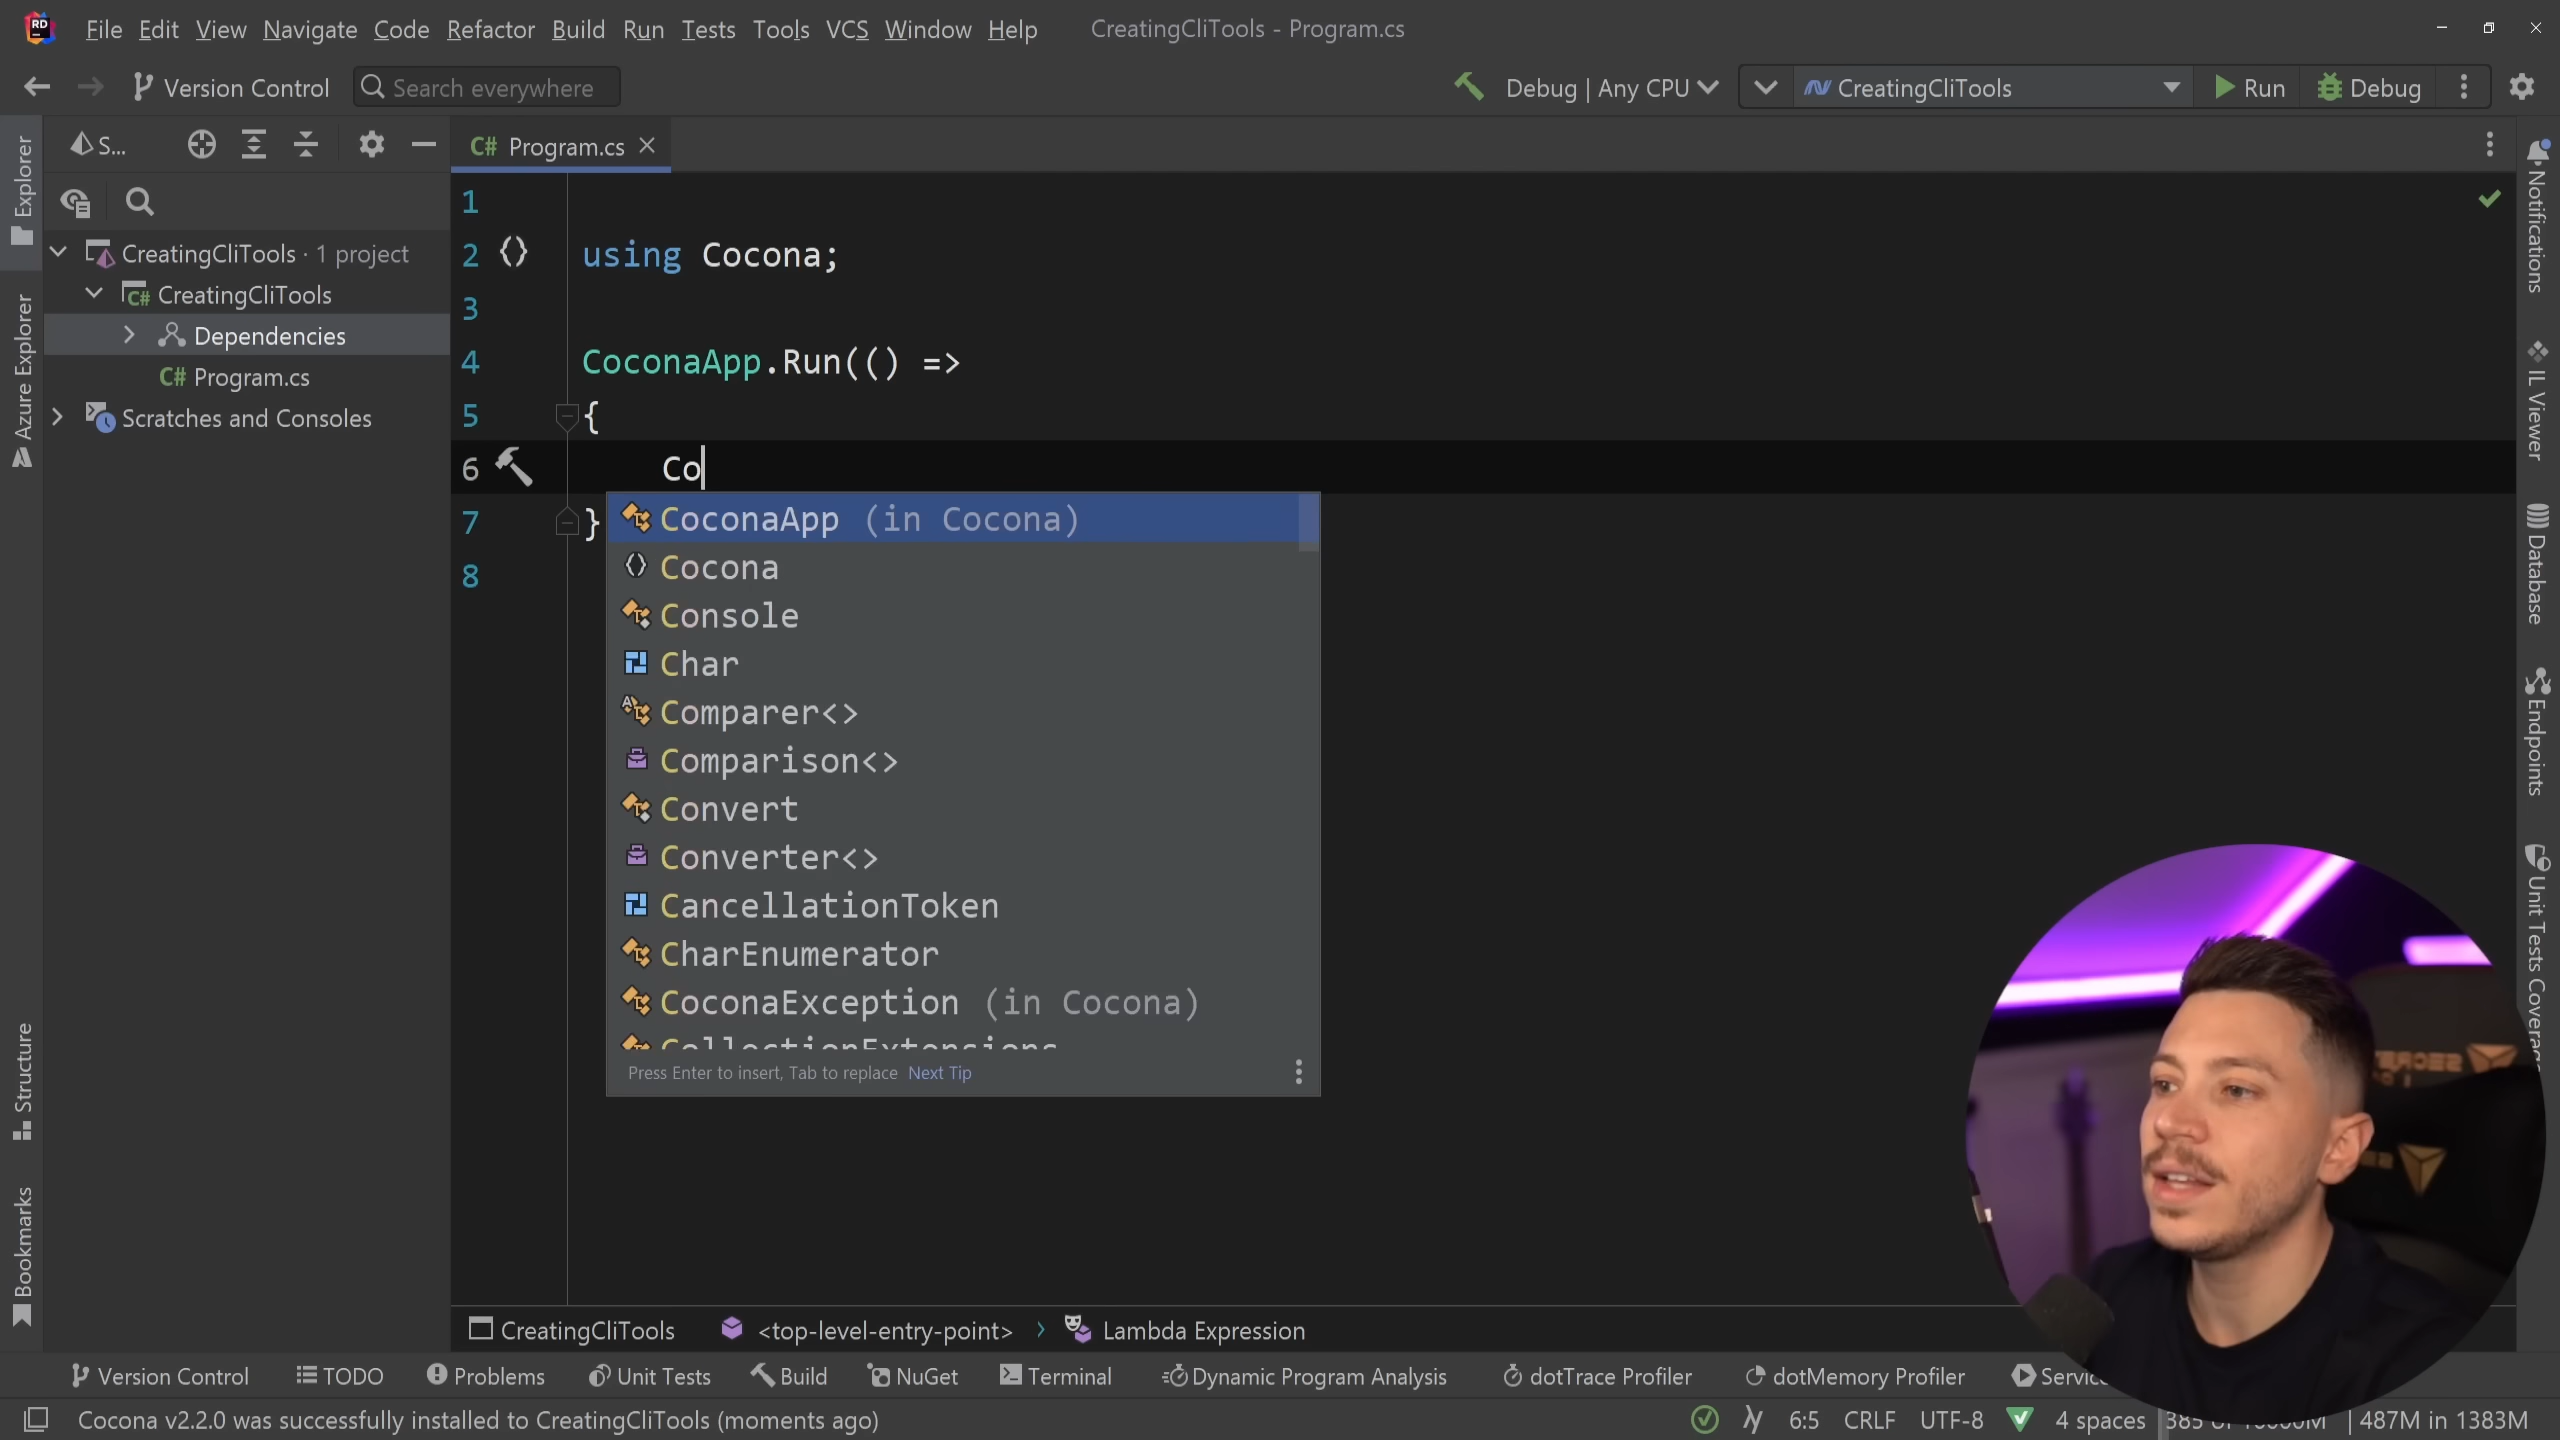 RD File Edit View Navigate Code Refactor Build Run Tests Tools VCS Window Help CreatingCliTools - Program.cs
Version Control Search everywhere Debug | Any CPU CreatingCliTools Run Debug
S... C# Program.cs
Explorer
Azure Explorer
Structure
Bookmarks
CreatingCliTools · 1 project
C# CreatingCliTools
Dependencies
C# Program.cs
Scratches and Consoles
1
2 using Cocona;
3
4 CoconaApp.Run(() =>
5 {
6 Co
7 }
8
CoconaApp (in Cocona)
Cocona
Console
Char
Comparer<>
Comparison<>
Convert
Converter<>
CancellationToken
CharEnumerator
CoconaException (in Cocona)
CollectionExtensions
Press Enter to insert, Tab to replace Next Tip
Notifications
IL Viewer
Database
Endpoints
Unit Tests Coverage
CreatingCliTools <top-level-entry-point> › Lambda Expression
Version Control TODO Problems Unit Tests Build NuGet Terminal Dynamic Program Analysis dotTrace Profiler dotMemory Profiler
Cocona v2.2.0 was successfully installed to CreatingCliTools (moments ago) 6:5 CRLF UTF-8 4 spaces 487M in 1383M